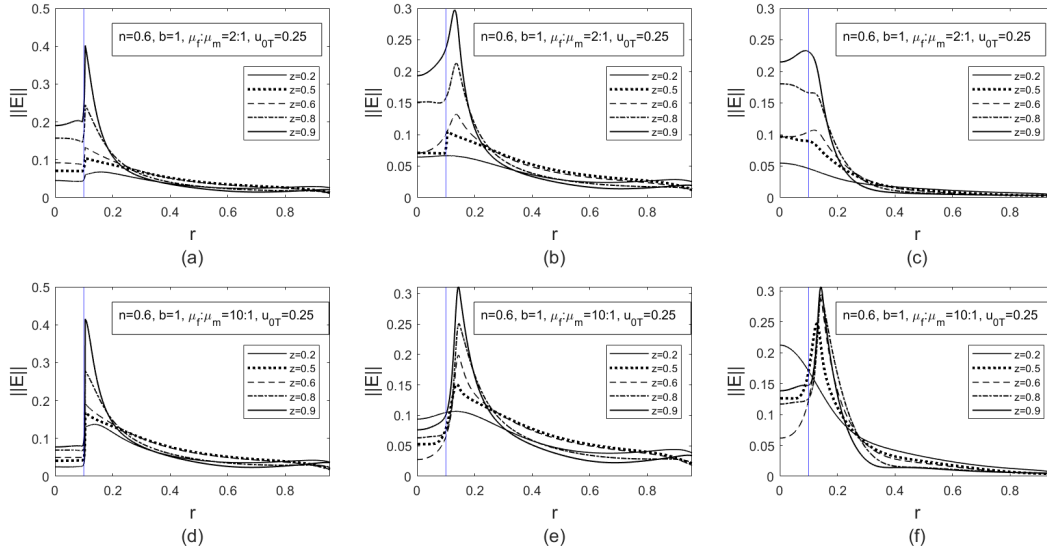 0.5
0.4
0.3
0.2
0.1
0
||E||
n=0.6, b=1, μf:μm=2:1, u0T=0.25
z=0.2
z=0.5
z=0.6
z=0.8
z=0.9
0 0.2 0.4 0.6 0.8
r
(a)
0.3
0.25
0.2
0.15
0.1
0.05
0
||E||
n=0.6, b=1, μf:μm=2:1, u0T=0.25
z=0.2
z=0.5
z=0.6
z=0.8
z=0.9
0 0.2 0.4 0.6 0.8
r
(b)
0.3
0.25
0.2
0.15
0.1
0.05
0
||E||
n=0.6, b=1, μf:μm=2:1, u0T=0.25
z=0.2
z=0.5
z=0.6
z=0.8
z=0.9
0 0.2 0.4 0.6 0.8
r
(c)
0.5
0.4
0.3
0.2
0.1
0
||E||
n=0.6, b=1, μf:μm=10:1, u0T=0.25
z=0.2
z=0.5
z=0.6
z=0.8
z=0.9
0 0.2 0.4 0.6 0.8
r
(d)
0.3
0.25
0.2
0.15
0.1
0.05
0
||E||
n=0.6, b=1, μf:μm=10:1, u0T=0.25
z=0.2
z=0.5
z=0.6
z=0.8
z=0.9
0 0.2 0.4 0.6 0.8
r
(e)
0.3
0.25
0.2
0.15
0.1
0.05
0
||E||
n=0.6, b=1, μf:μm=10:1, u0T=0.25
z=0.2
z=0.5
z=0.6
z=0.8
z=0.9
0 0.2 0.4 0.6 0.8
r
(f)